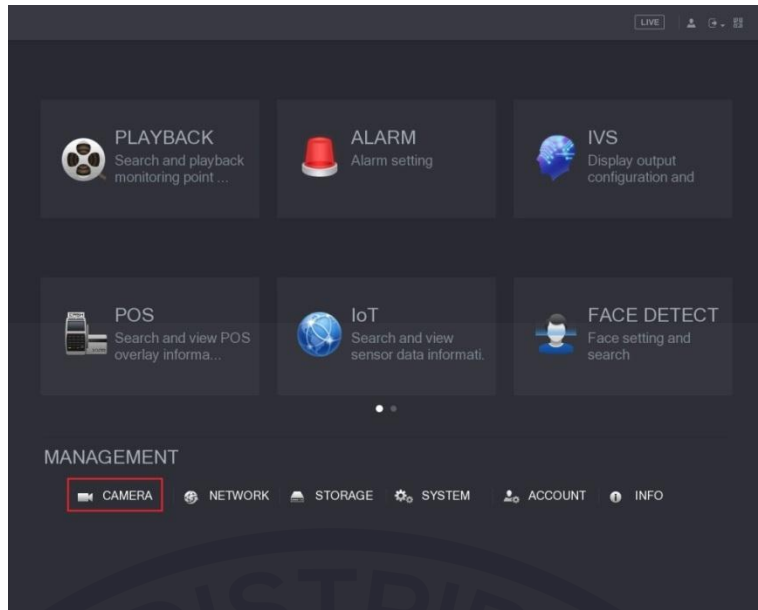 LIVE
PLAYBACK
Search and playback
monitoring point ...
ALARM
Alarm setting
IVS
Display output
configuration and
POS
Search and view POS
overlay informa...
IoT
Search and view
sensor data informati.
FACE DETECT
Face setting and
search
MANAGEMENT
CAMERA
NETWORK
STORAGE
SYSTEM
ACCOUNT
INFO